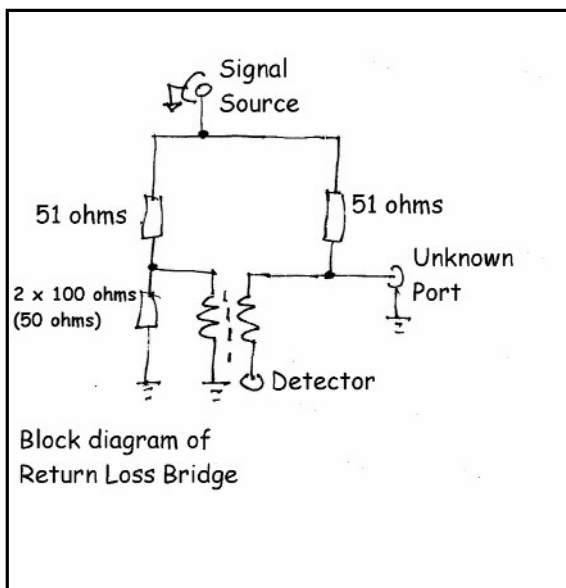 Signal
Source
51 ohms
51 ohms
Unknown
Port
2 x 100 ohms
(50 ohms)
Detector
Block diagram of
Return Loss Bridge